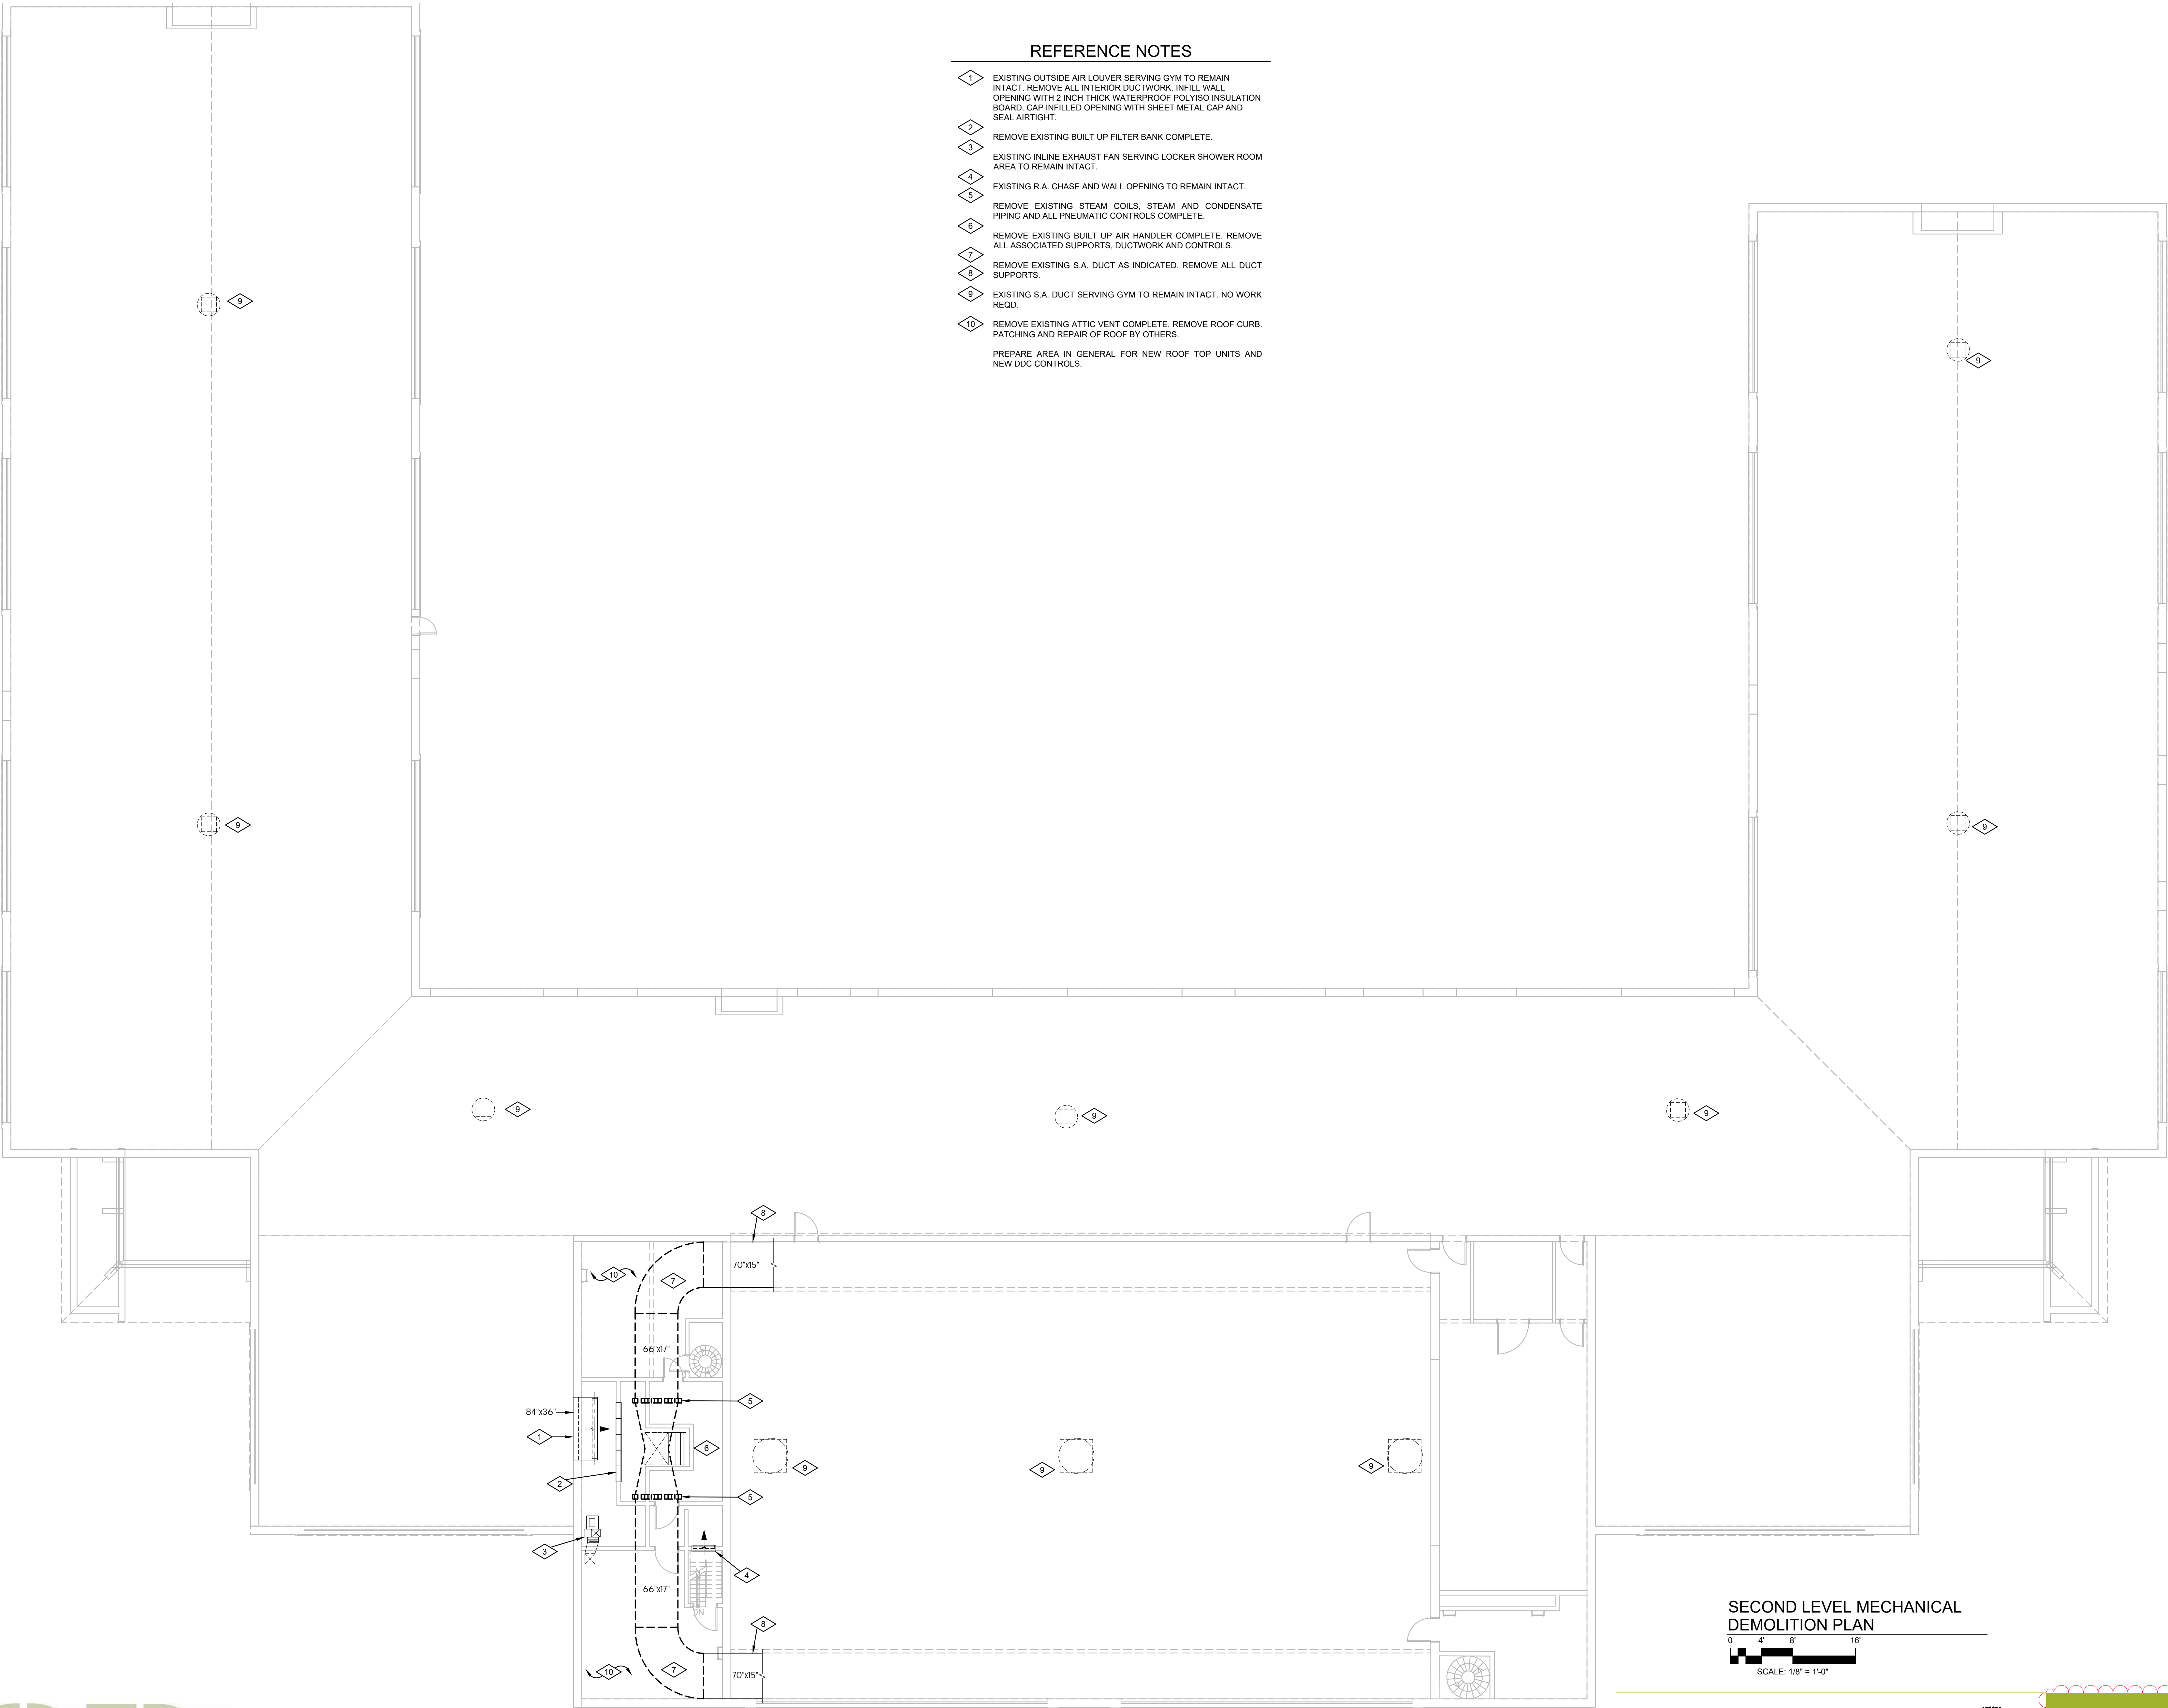 REFERENCE NOTES
1 EXISTING OUTSIDE AIR LOUVER SERVING GYM TO REMAIN
INTACT. REMOVE ALL INTERIOR DUCTWORK. INFILL WALL
OPENING WITH 2 INCH THICK WATERPROOF POLYISO INSULATION
BOARD. CAP INFILLED OPENING WITH SHEET METAL CAP AND
SEAL AIRTIGHT.
2
REMOVE EXISTING BUILT UP FILTER BANK COMPLETE.
3
EXISTING INLINE EXHAUST FAN SERVING LOCKER SHOWER ROOM
AREA TO REMAIN INTACT.
4
EXISTING R.A. CHASE AND WALL OPENING TO REMAIN INTACT.
5
REMOVE EXISTING STEAM COILS, STEAM AND CONDENSATE
PIPING AND ALL PNEUMATIC CONTROLS COMPLETE.
6
REMOVE EXISTING BUILT UP AIR HANDLER COMPLETE. REMOVE
ALL ASSOCIATED SUPPORTS, DUCTWORK AND CONTROLS.
7
REMOVE EXISTING S.A. DUCT AS INDICATED. REMOVE ALL DUCT
8 SUPPORTS.
9 EXISTING S.A. DUCT SERVING GYM TO REMAIN INTACT. NO WORK
REQD.
10 REMOVE EXISTING ATTIC VENT COMPLETE. REMOVE ROOF CURB.
PATCHING AND REPAIR OF ROOF BY OTHERS.
PREPARE AREA IN GENERAL FOR NEW ROOF TOP UNITS AND
NEW DDC CONTROLS.
9
9
9
9
9
9
9
8
70"x15"
10
7
66"x17"
5
84"x36"
1
6
2
9
9
9
5
3
4
66"x17"
DN
8
10
7
70"x15"
SECOND LEVEL MECHANICAL
DEMOLITION PLAN
0 4' 8' 16'
SCALE: 1/8" = 1'-0"